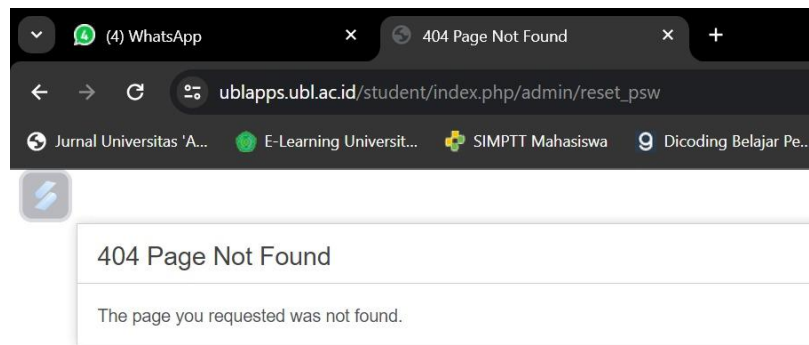 (4) WhatsApp
404 Page Not Found
ublapps.ubl.ac.id/student/index.php/admin/reset_psw
Jurnal Universitas 'A...
E-Learning Universit...
SIMPTT Mahasiswa
Dicoding Belajar Pe...
404 Page Not Found
The page you requested was not found.